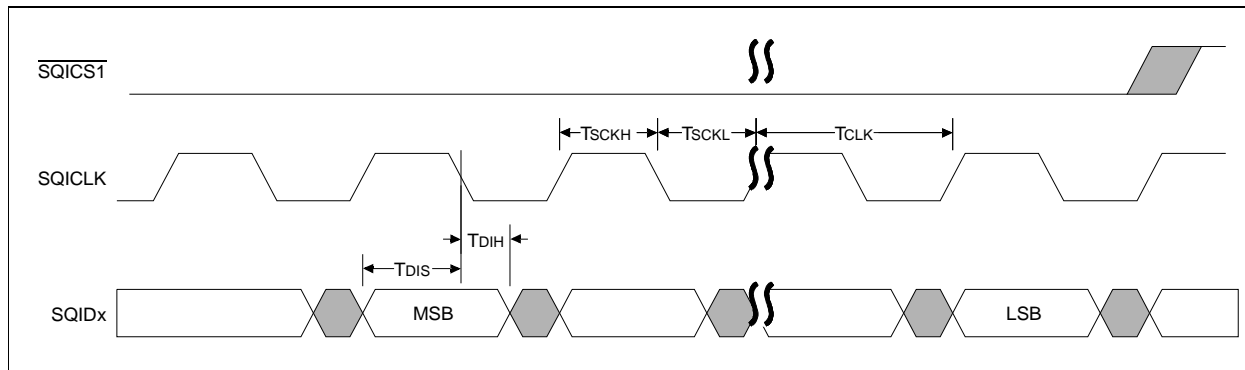 SQICS1
TSCKH TSCKL TCLK
SQICLK
TDIH
TDIS
SQIDx MSB LSB